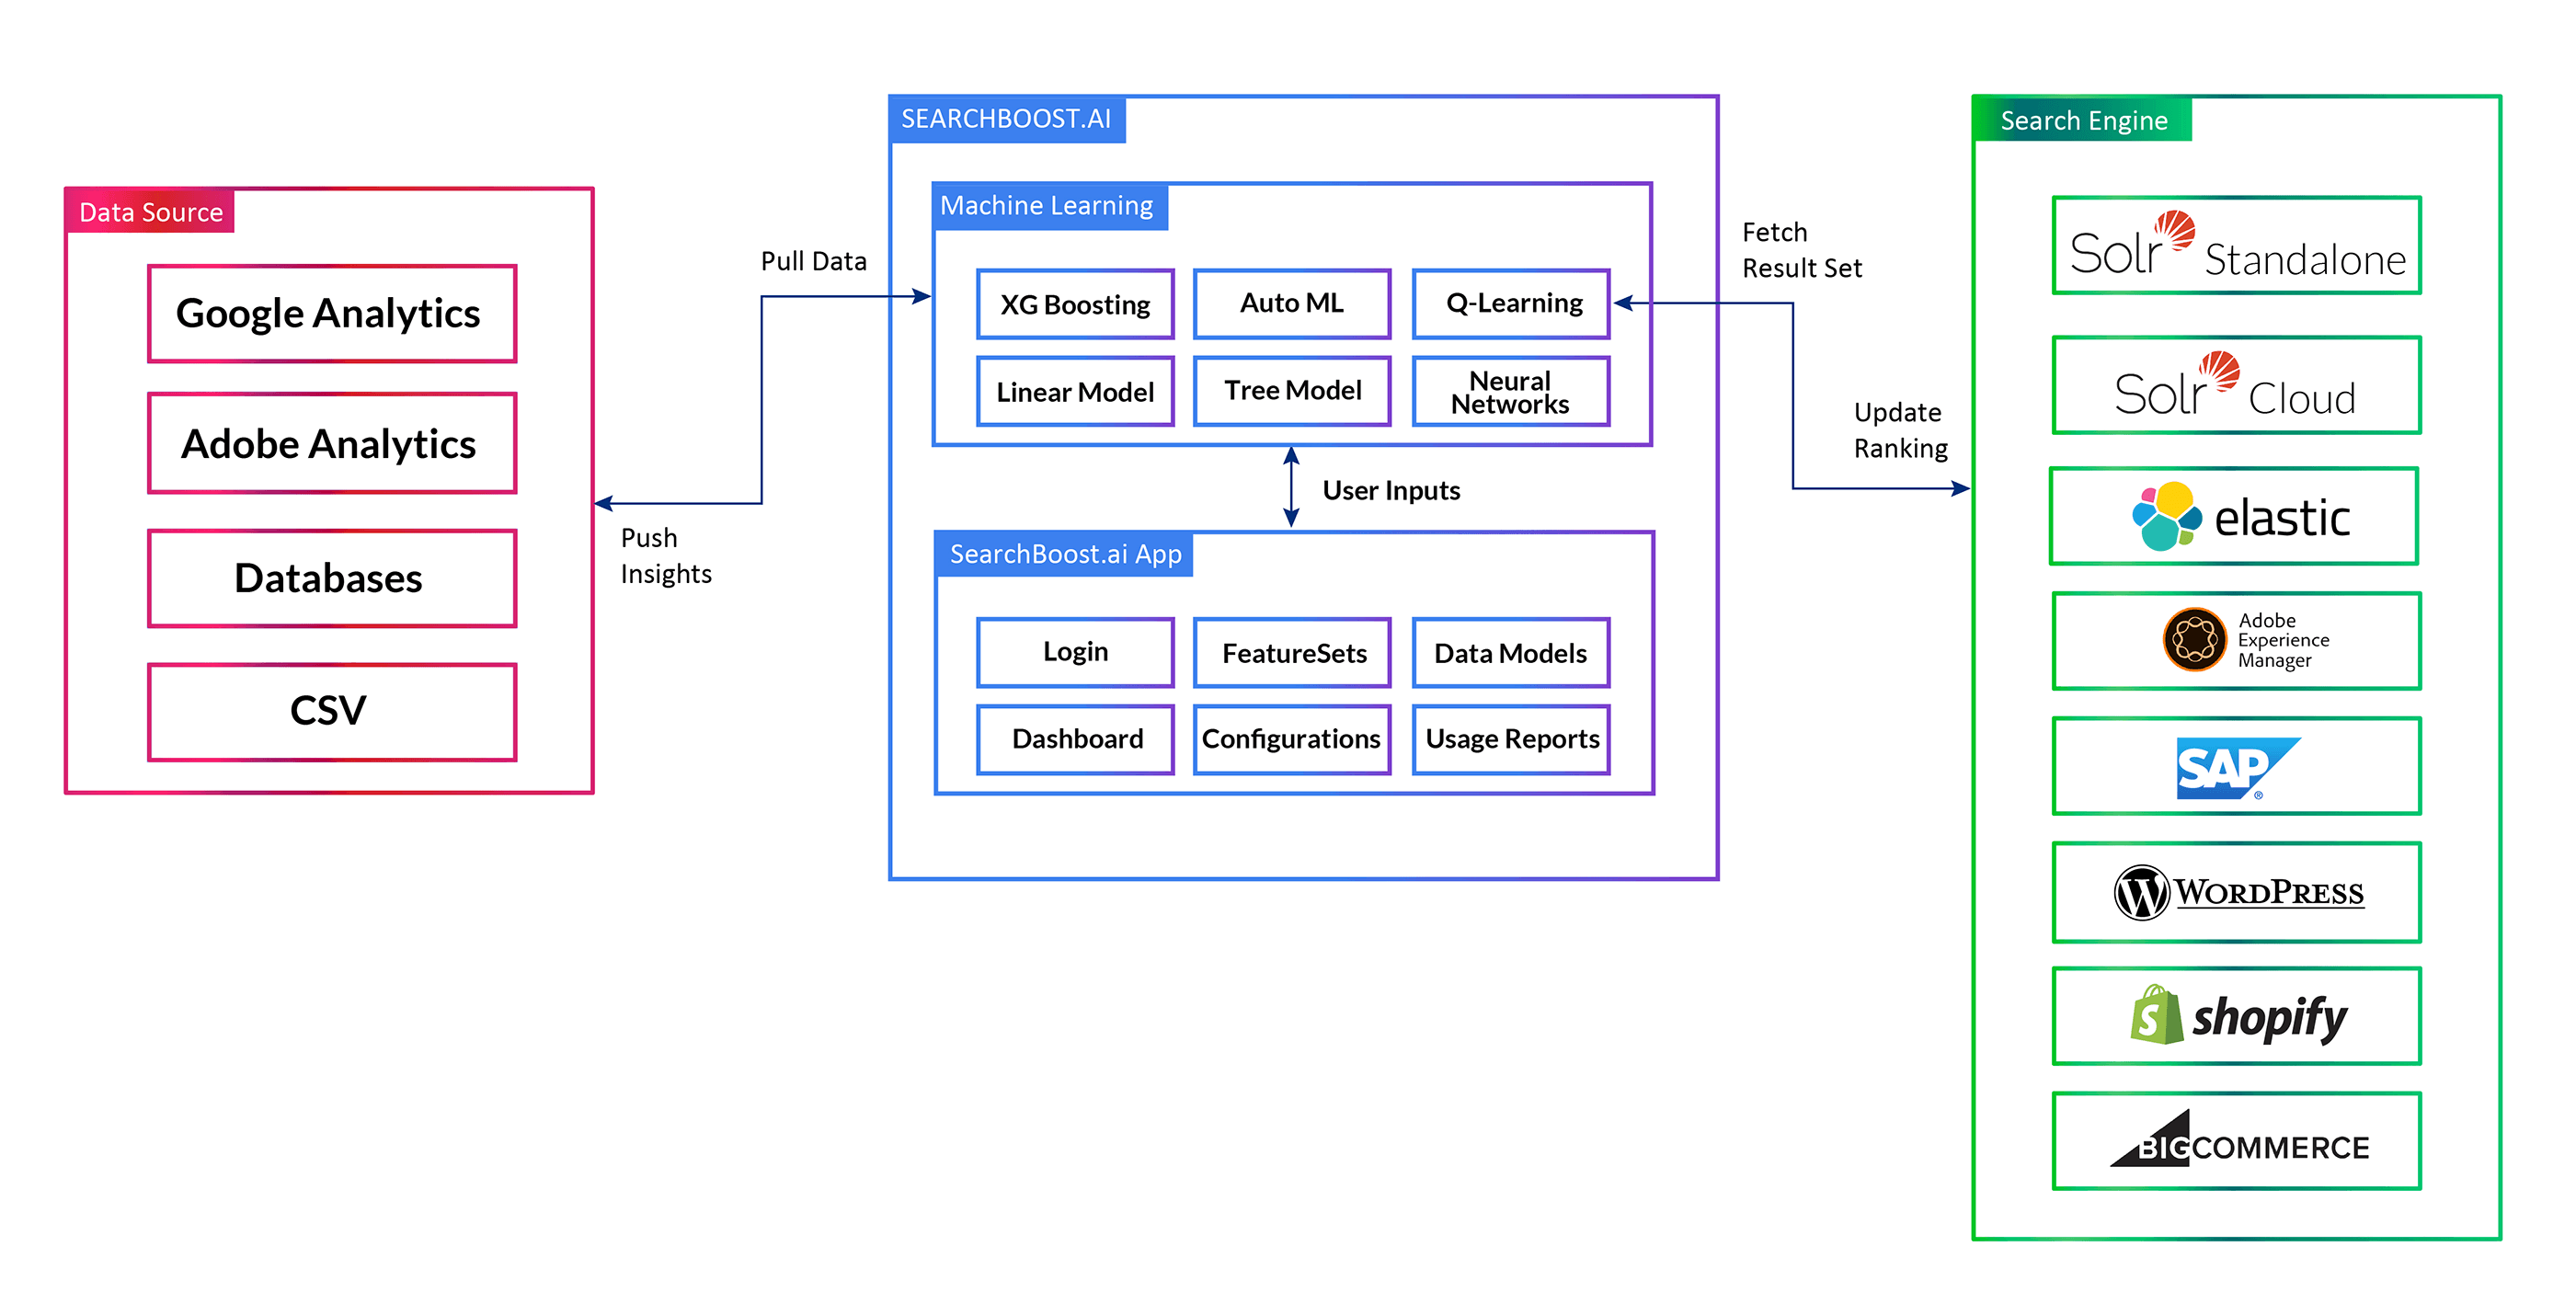 Data Source
Google Analytics
Adobe Analytics
Databases
CSV
Pull Data
Push
Insights
SEARCHBOOST.AI
Machine Learning
XG Boosting
Auto ML
Q-Learning
Linear Model
Tree Model
Neural
Networks
User Inputs
SearchBoost.ai App
Login
FeatureSets
Data Models
Dashboard
Configurations
Usage Reports
Fetch
Result Set
Update
Ranking
Search Engine
Solr Standalone
Solr Cloud
elastic
Adobe
Experience
Manager
SAP®
W WORDPRESS
S shopify
BIGCOMMERCE